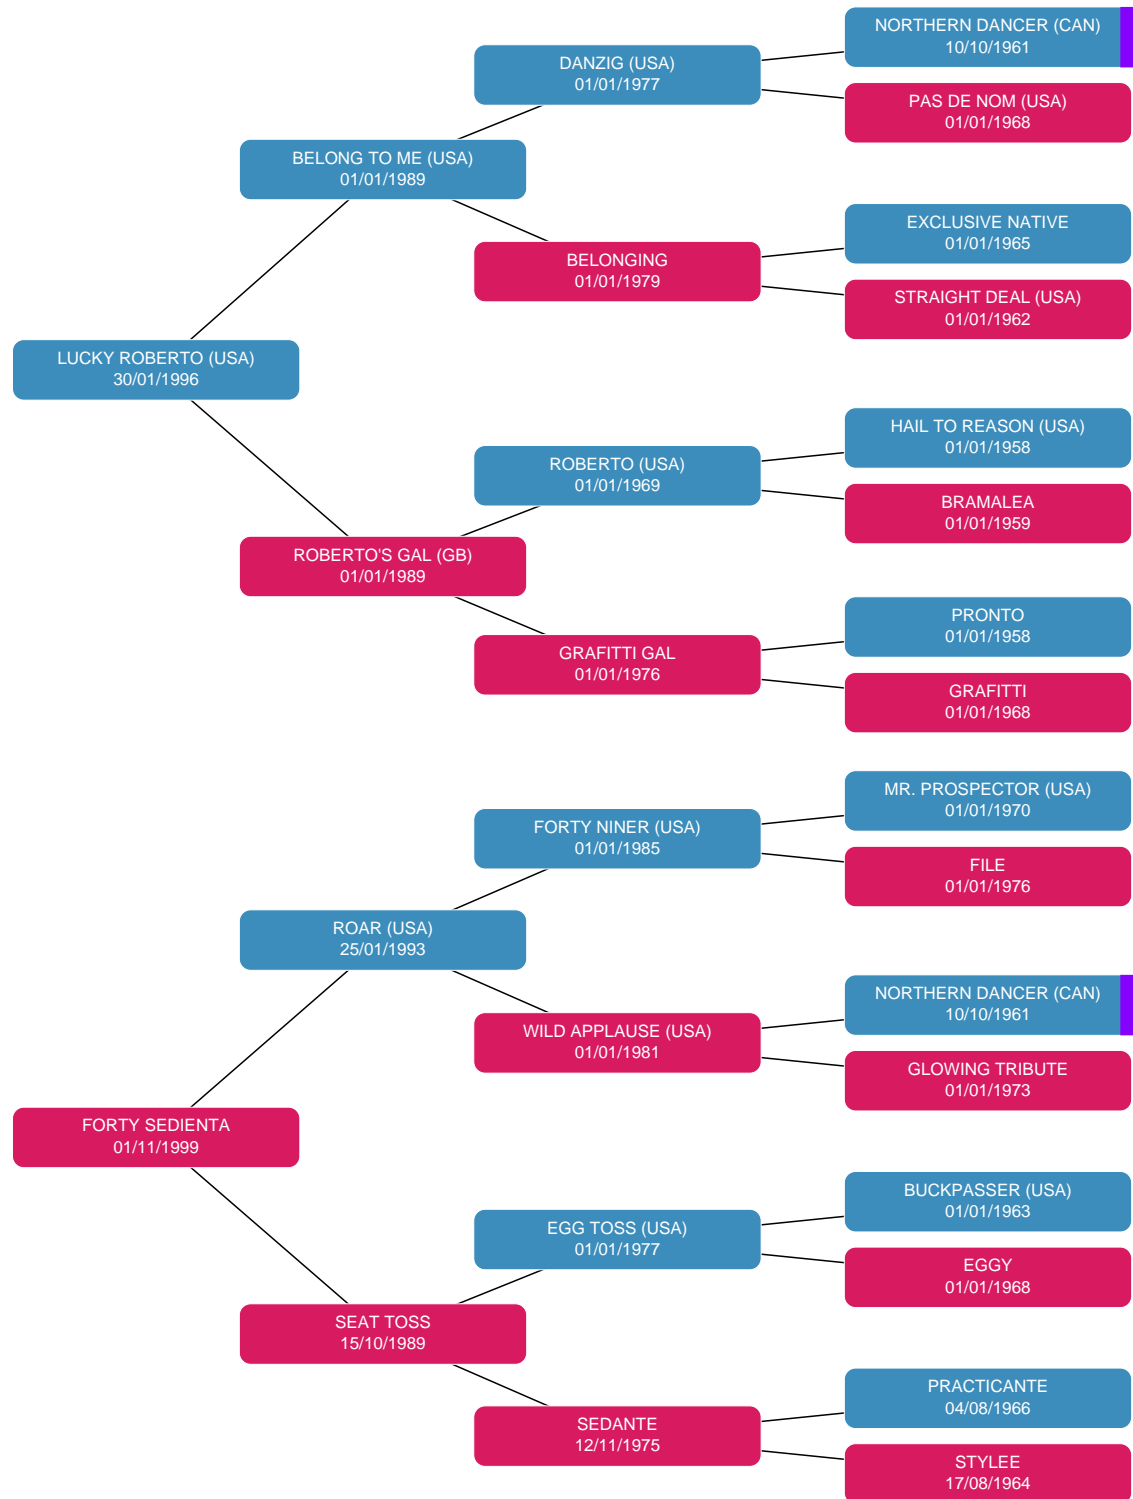 NORTHERN DANCER (CAN)
10/10/1961
DANZIG (USA)
01/01/1977
PAS DE NOM (USA)
01/01/1968
BELONG TO ME (USA)
01/01/1989
EXCLUSIVE NATIVE
01/01/1965
BELONGING
01/01/1979
STRAIGHT DEAL (USA)
01/01/1962
LUCKY ROBERTO (USA)
30/01/1996
HAIL TO REASON (USA)
01/01/1958
ROBERTO (USA)
01/01/1969
BRAMALEA
01/01/1959
ROBERTO'S GAL (GB)
01/01/1989
PRONTO
01/01/1958
GRAFITTI GAL
01/01/1976
GRAFITTI
01/01/1968
MR. PROSPECTOR (USA)
01/01/1970
FORTY NINER (USA)
01/01/1985
FILE
01/01/1976
ROAR (USA)
25/01/1993
NORTHERN DANCER (CAN)
10/10/1961
WILD APPLAUSE (USA)
01/01/1981
GLOWING TRIBUTE
01/01/1973
FORTY SEDIENTA
01/11/1999
BUCKPASSER (USA)
01/01/1963
EGG TOSS (USA)
01/01/1977
EGGY
01/01/1968
SEAT TOSS
15/10/1989
PRACTICANTE
04/08/1966
SEDANTE
12/11/1975
STYLEE
17/08/1964